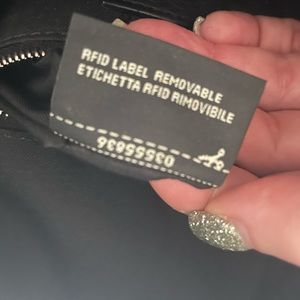 RFID LABEL REMOVABLE
ETICHETTA RFID RIMOVIBILE